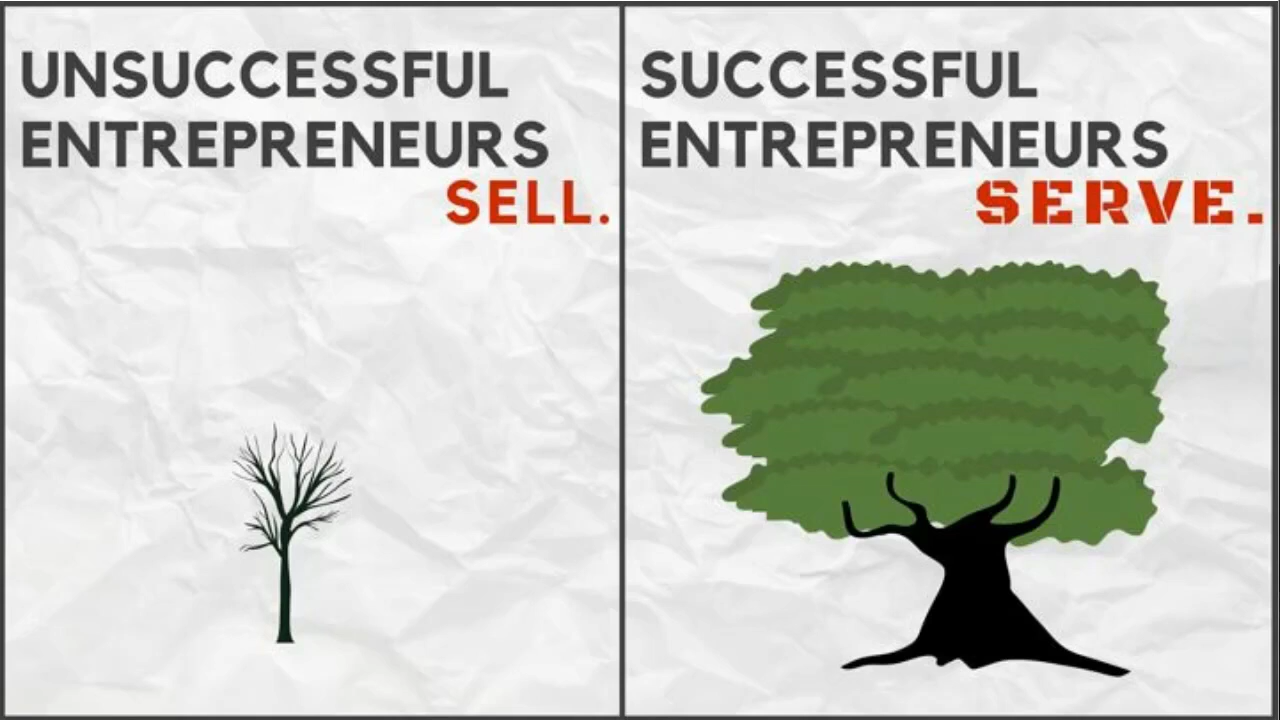 UNSUCCESSFUL
ENTREPRENEURS
SELL.
SUCCESSFUL
ENTREPRENEURS
SERVE.